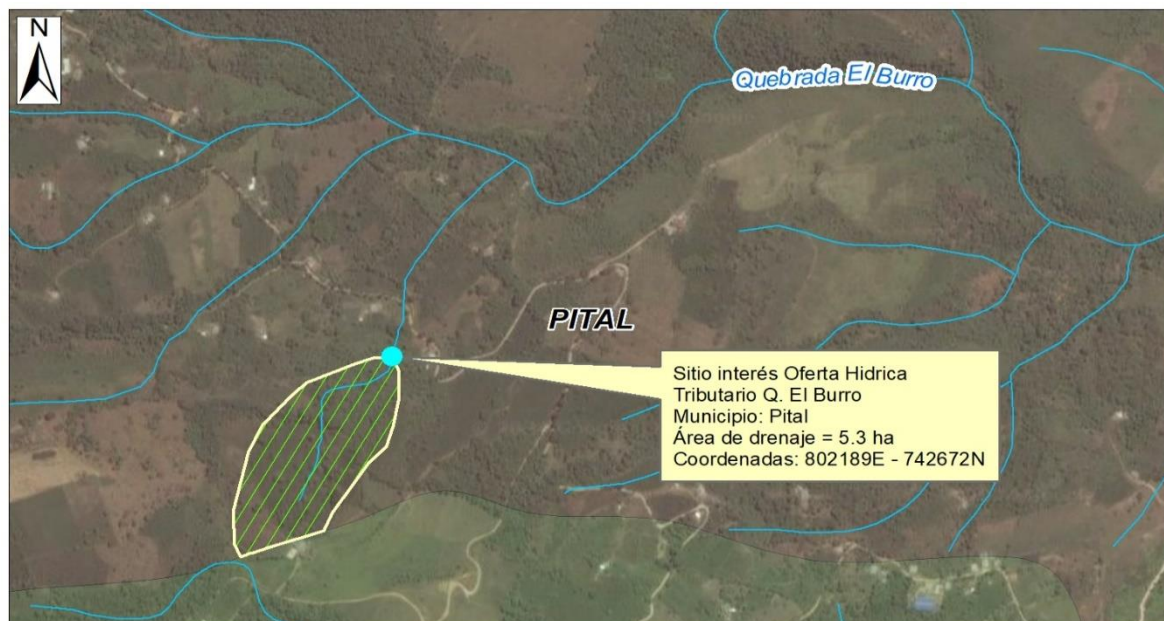 N
Quebrada El Burro
PITAL
Sitio interés Oferta Hidrica
Tributario Q. El Burro
Municipio: Pital
Área de drenaje = 5.3 ha
Coordenadas: 802189E - 742672N